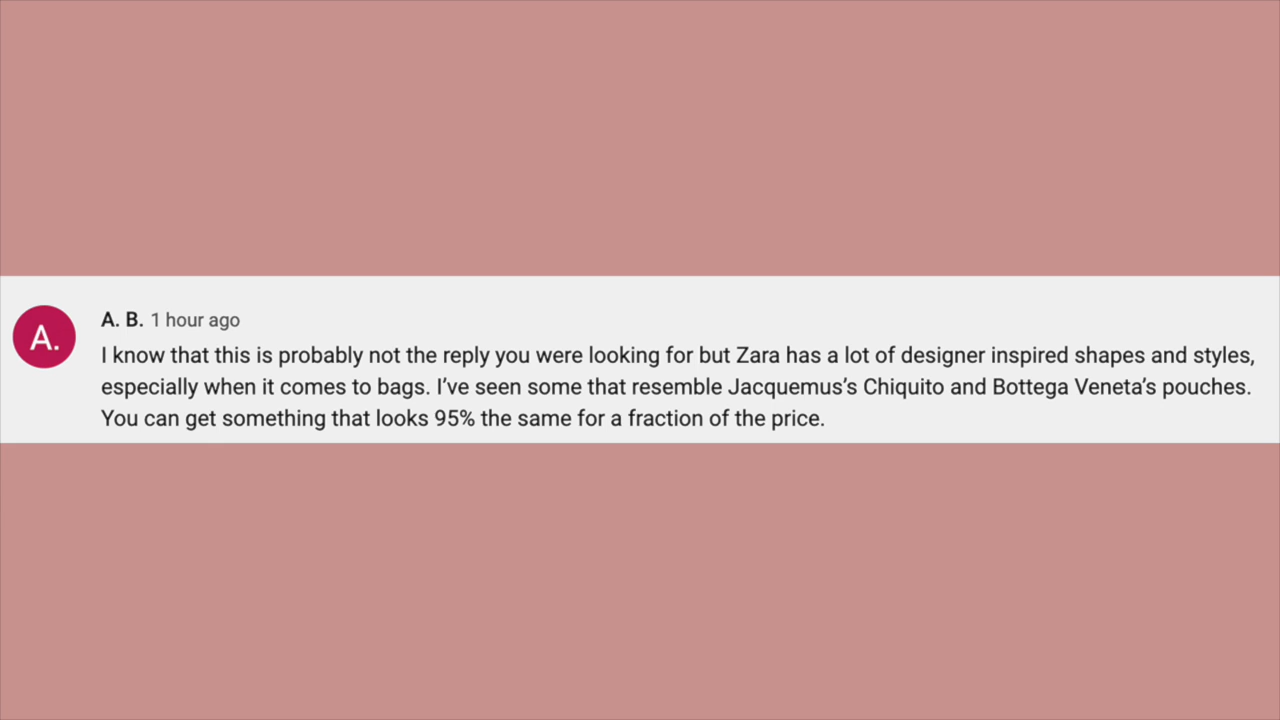 A.
A. B. 1 hour ago
I know that this is probably not the reply you were looking for but Zara has a lot of designer inspired shapes and styles,
especially when it comes to bags. I’ve seen some that resemble Jacquemus’s Chiquito and Bottega Veneta’s pouches.
You can get something that looks 95% the same for a fraction of the price.